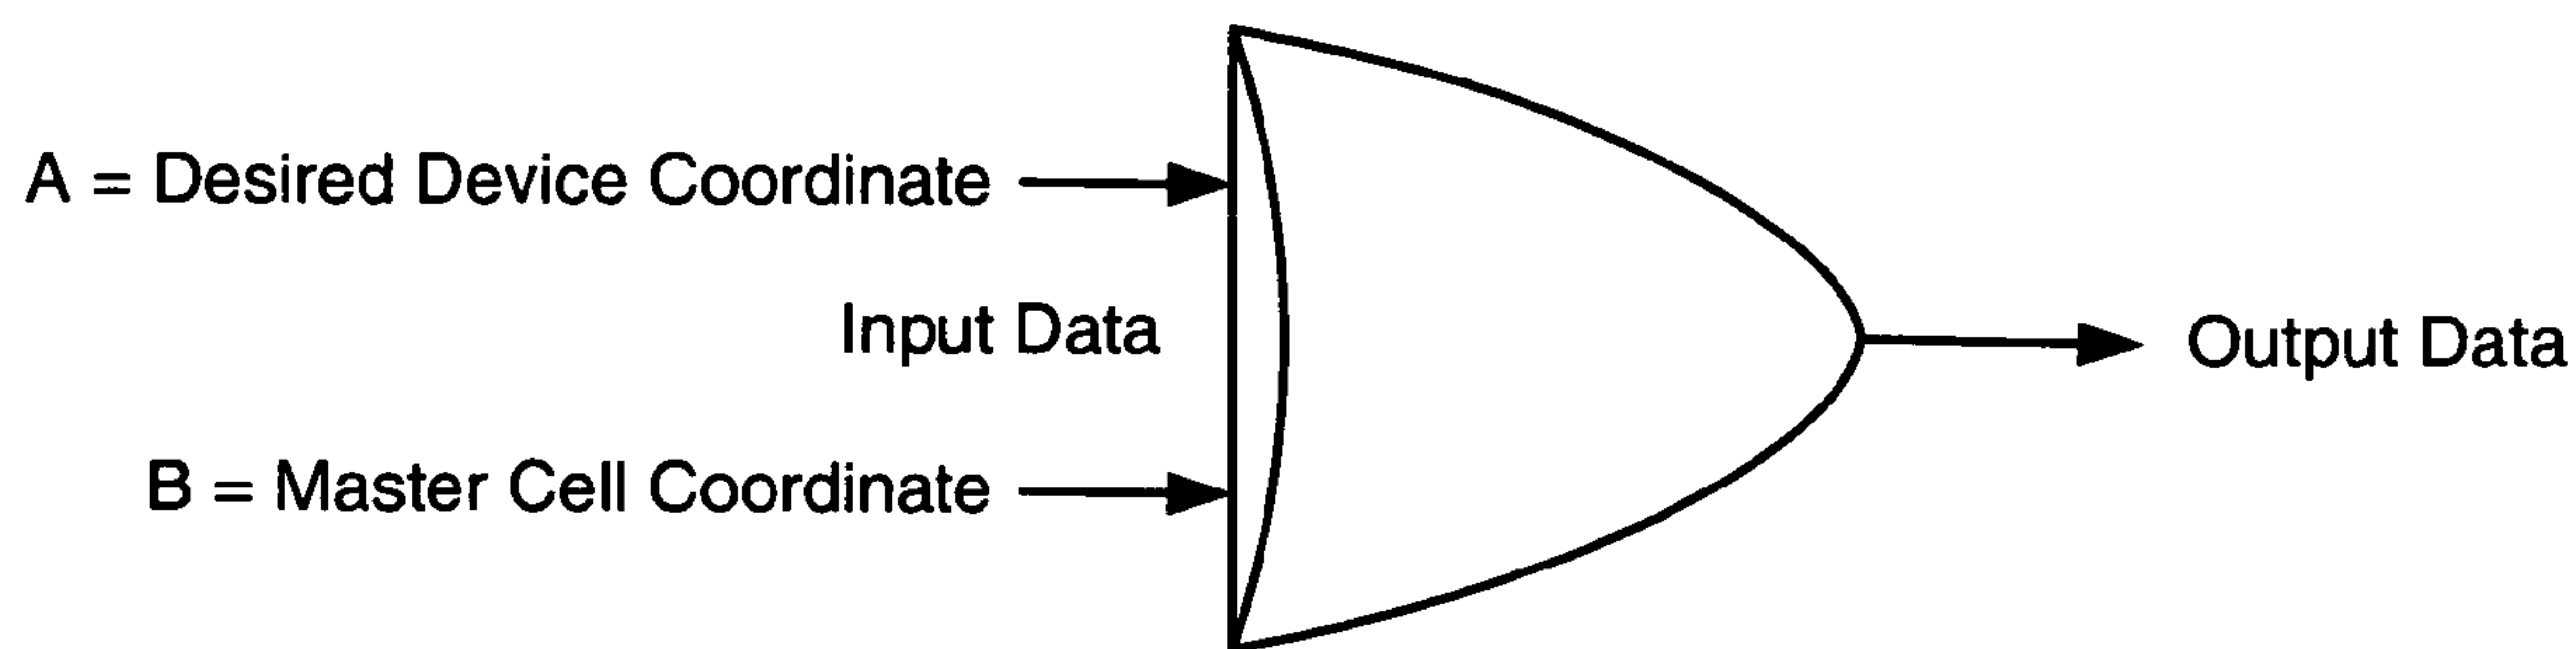 A = Desired Device Coordinate
Input Data
Output Data
B = Master Cell Coordinate